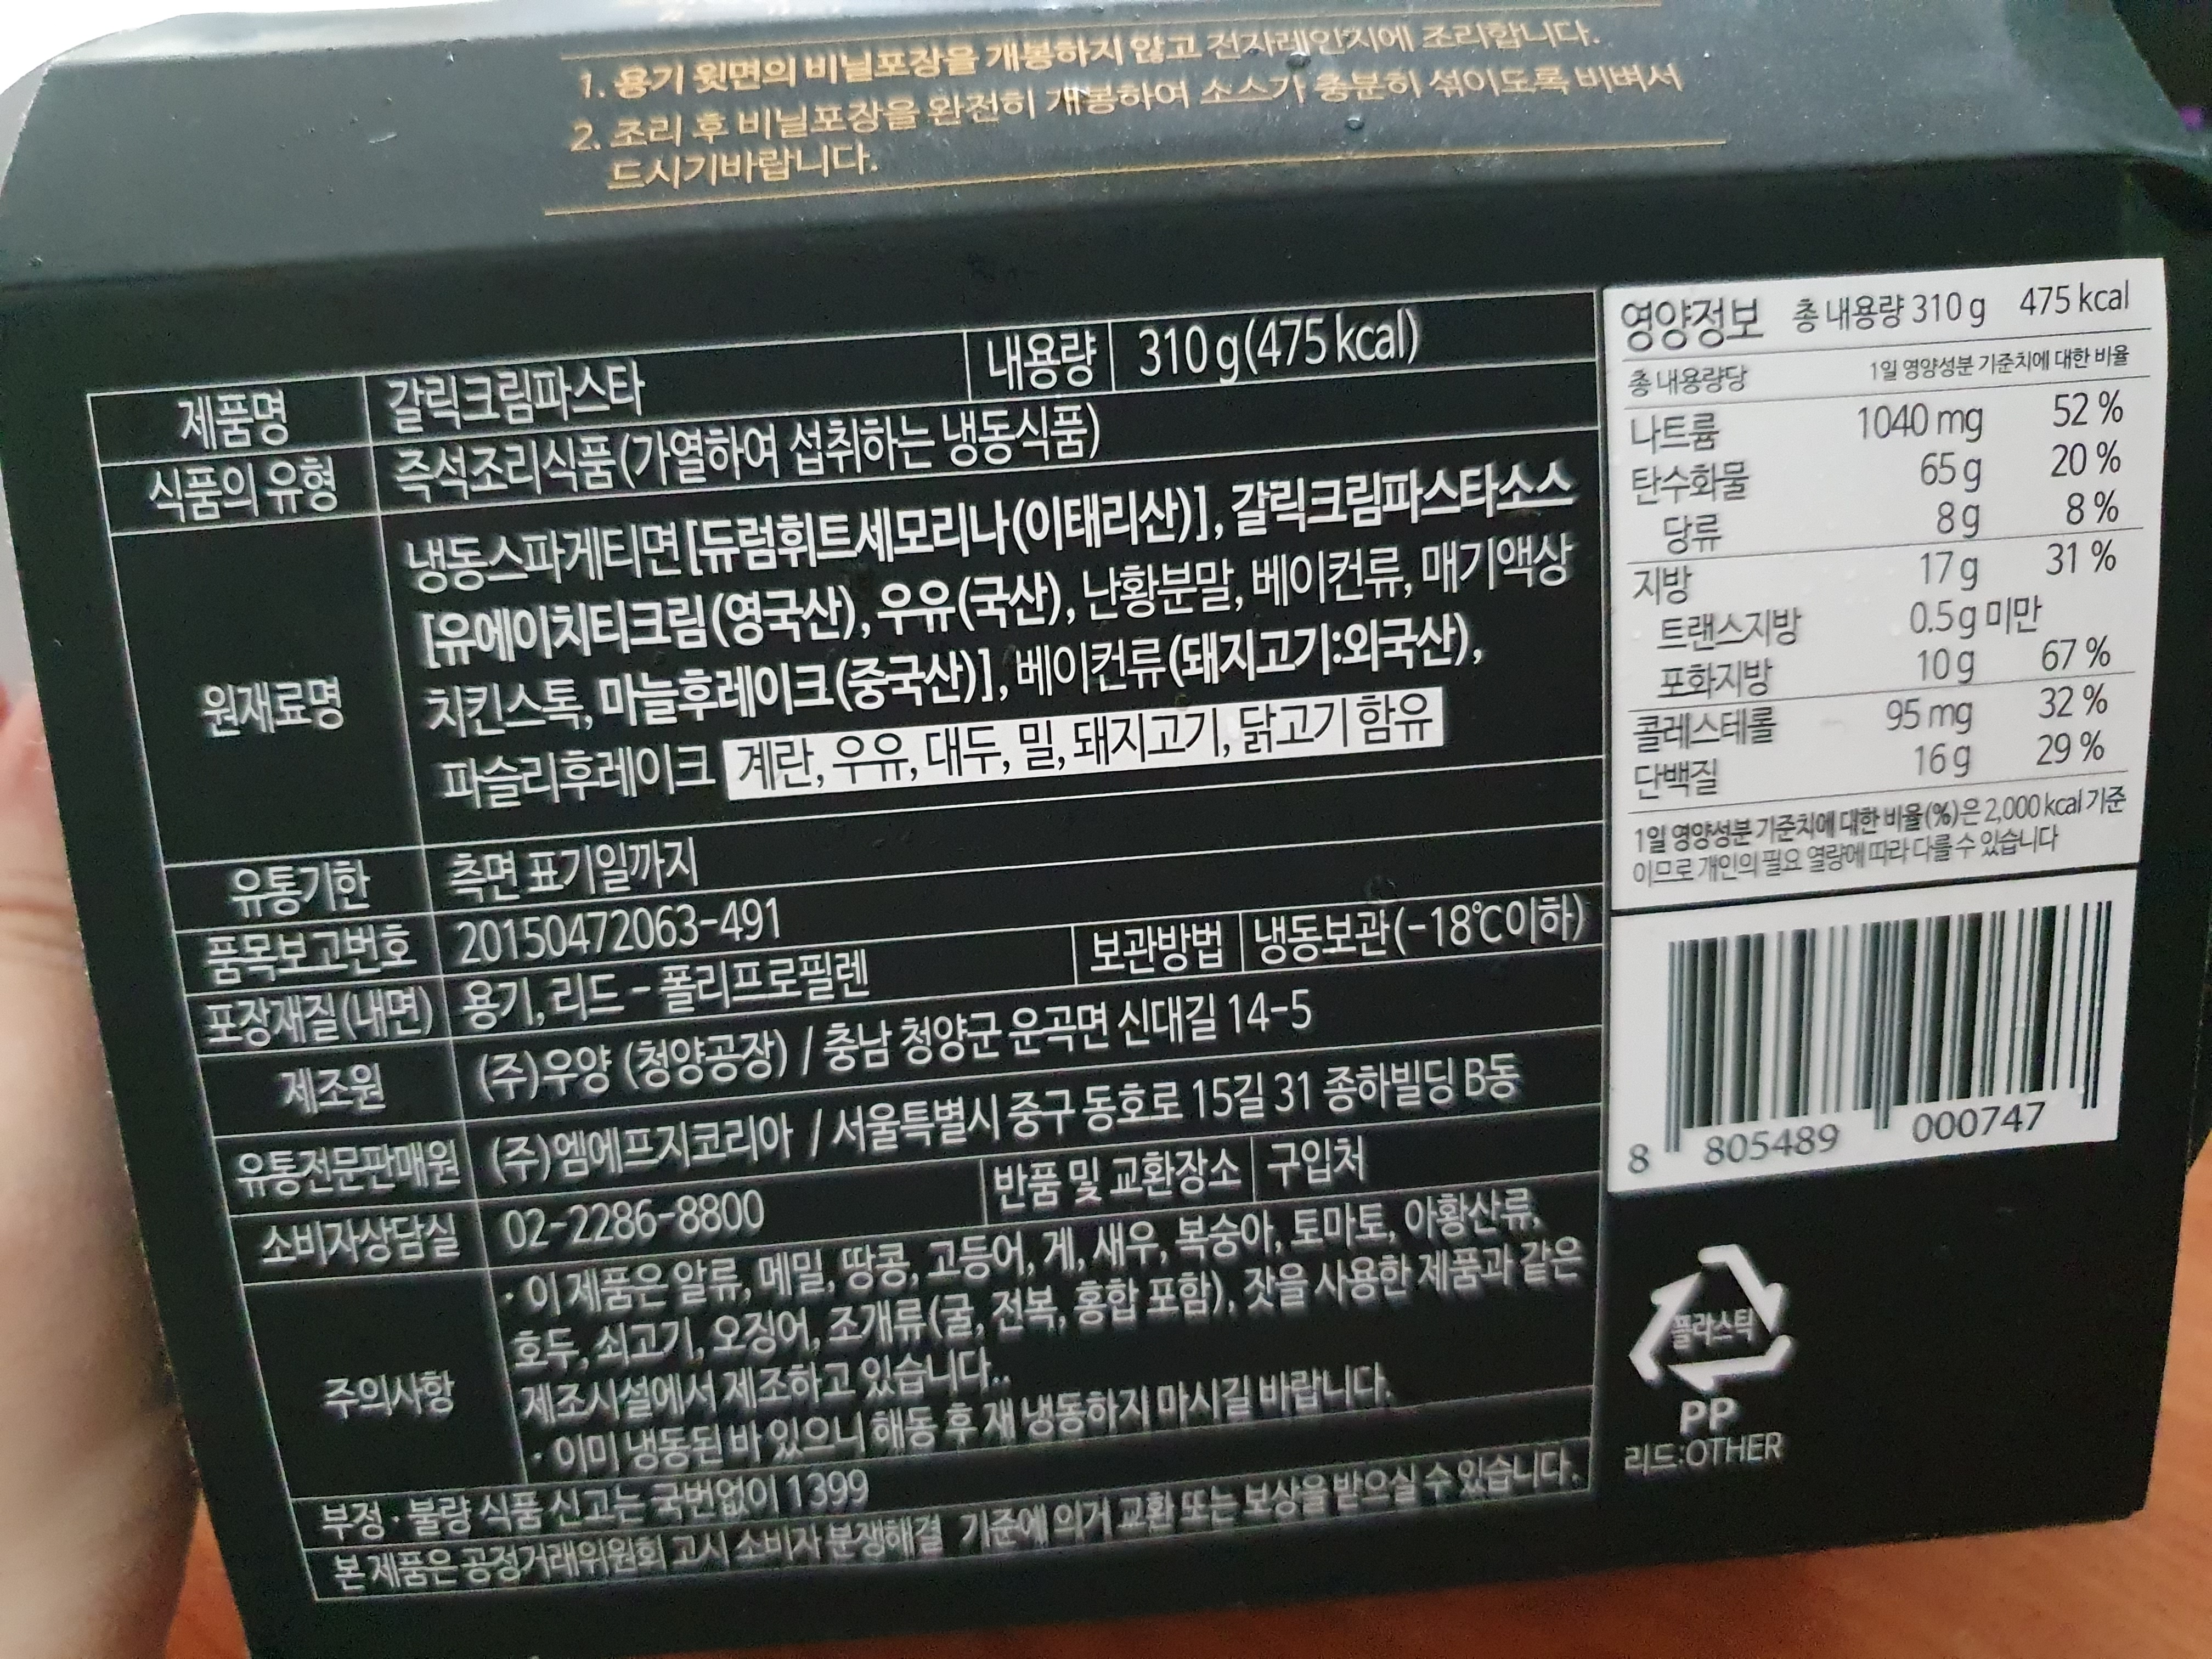 1. 용기 윗면의 비닐포장을 개봉하지 않고 전자레인지에 조리합니다.
2. 조리 후 비닐포장을 완전히 개봉하여 소스가 충분히 섞이도록 비벼서
드시기바랍니다.
제품명 갈릭크림파스타 내용량 310 g(475 kcal)
식품의 유형 즉석조리식품(가열하여 섭취하는 냉동식품)
원재료명
냉동스파게티면[듀럼휘트세모리나(이태리산)], 갈릭크림파스타소스
[유에이치티크림(영국산), 우유(국산), 난황분말, 베이컨류, 매기액상
치킨스톡, 마늘후레이크(중국산)], 베이컨류(돼지고기:외국산),
파슬리후레이크 계란, 우유, 대두, 밀, 돼지고기, 닭고기 함유
유통기한 측면 표기일까지
품목보고번호 20150472063-491
포장재질(내면) 용기, 리드 - 폴리프로필렌 보관방법 냉동보관(-18℃이하)
제조원 (주)우양 (청양공장) / 충남 청양군 운곡면 신대길 14-5
유통전문판매원 (주)엠에프지코리아 / 서울특별시 중구 동호로 15길 31 종하빌딩 B동
소비자상담실 02-2286-8800 반품 및 교환장소 구입처
주의사항
· 이 제품은 알류, 메밀, 땅콩, 고등어, 게, 새우, 복숭아, 토마토, 아황산류,
호두, 쇠고기, 오징어, 조개류(굴, 전복, 홍합 포함), 잣을 사용한 제품과 같은
제조시설에서 제조하고 있습니다..
· 이미 냉동된 바 있으니 해동 후 재 냉동하지 마시길 바랍니다.
부정 · 불량 식품 신고는 국번없이 1399
본 제품은 공정거래위원회 고시 소비자 분쟁해결 기준에 의거 교환 또는 보상을 받으실 수 있습니다.
영양정보 총 내용량 310 g 475 kcal
총 내용량당 1일 영양성분 기준치에 대한 비율
나트륨 1040 mg 52 %
탄수화물 65 g 20 %
당류 8 g 8 %
지방 17 g 31 %
트랜스지방 0.5 g 미만
포화지방 10 g 67 %
콜레스테롤 95 mg 32 %
단백질 16 g 29 %
1일 영양성분 기준치에 대한 비율(%)은 2,000 kcal 기준
이므로 개인의 필요 열량에 따라 다를 수 있습니다
8 805489 000747
플라스틱
PP
리드:OTHER